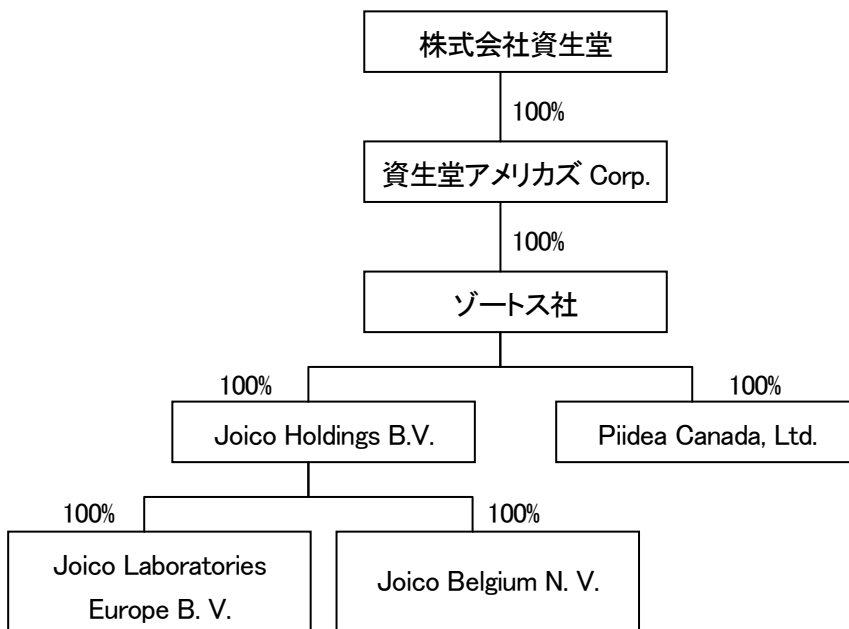 株式会社資生堂
100%
資生堂アメリカズ Corp.
100%
ゾートス社
100%
100%
Joico Holdings B.V.
Piidea Canada, Ltd.
100%
100%
Joico Laboratories
Europe B. V.
Joico Belgium N. V.